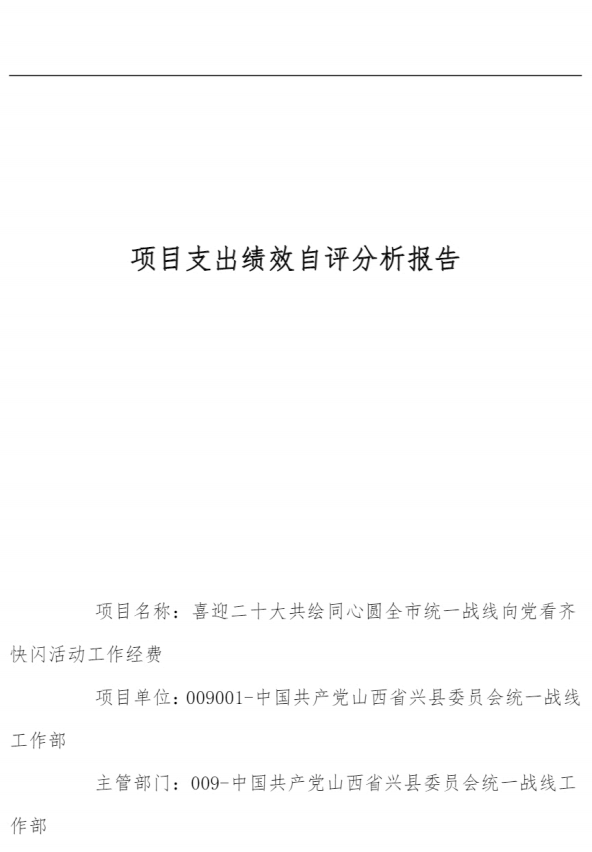 项目支出绩效自评分析报告
项目名称：喜迎二十大共绘同心圆全市统一战线向党看齐
快闪活动工作经费
项目单位：009001-中国共产党山西省兴县委员会统一战线
工作部
主管部门：009-中国共产党山西省兴县委员会统一战线工
作部